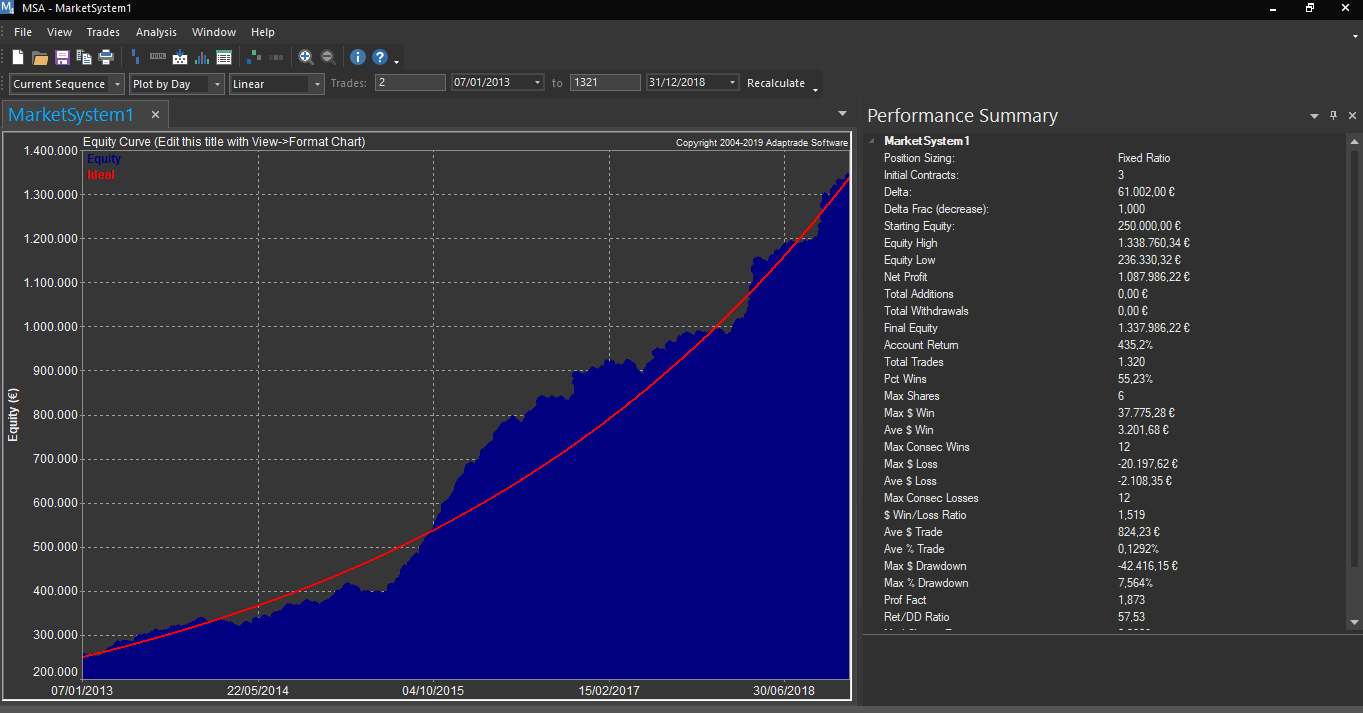 MSA - MarketSystem1
File View Trades Analysis Window Help
Current Sequence Plot by Day Linear Trades: 2 07/01/2013 to 1321 31/12/2018 Recalculate
MarketSystem1
Equity Curve (Edit this title with View->Format Chart)
Copyright 2004-2019 Adaptrade Software
Equity
Ideal
Equity (€)
1.400.000
1.300.000
1.200.000
1.100.000
1.000.000
900.000
800.000
700.000
600.000
500.000
400.000
300.000
200.000
07/01/2013 22/05/2014 04/10/2015 15/02/2017 30/06/2018
Performance Summary
MarketSystem1
Position Sizing: Fixed Ratio
Initial Contracts: 3
Delta: 61.002,00 €
Delta Frac (decrease): 1,000
Starting Equity: 250.000,00 €
Equity High 1.338.760,34 €
Equity Low 236.330,32 €
Net Profit 1.087.986,22 €
Total Additions 0,00 €
Total Withdrawals 0,00 €
Final Equity 1.337.986,22 €
Account Return 435,2%
Total Trades 1.320
Pct Wins 55,23%
Max Shares 6
Max $ Win 37.775,28 €
Ave $ Win 3.201,68 €
Max Consec Wins 12
Max $ Loss -20.197,62 €
Ave $ Loss -2.108,35 €
Max Consec Losses 12
$ Win/Loss Ratio 1,519
Ave $ Trade 824,23 €
Ave % Trade 0,1292%
Max $ Drawdown -42.416,15 €
Max % Drawdown 7,564%
Prof Fact 1,873
Ret/DD Ratio 57,53